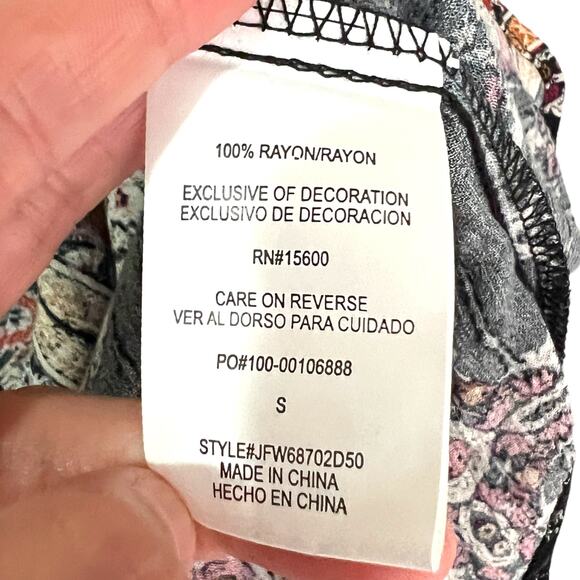 100% RAYON/RAYON
EXCLUSIVE OF DECORATION
EXCLUSIVO DE DECORACION
RN#15600
CARE ON REVERSE
VER AL DORSO PARA CUIDADO
PO#100-00106888
S
STYLE#JFW68702D50
MADE IN CHINA
HECHO EN CHINA